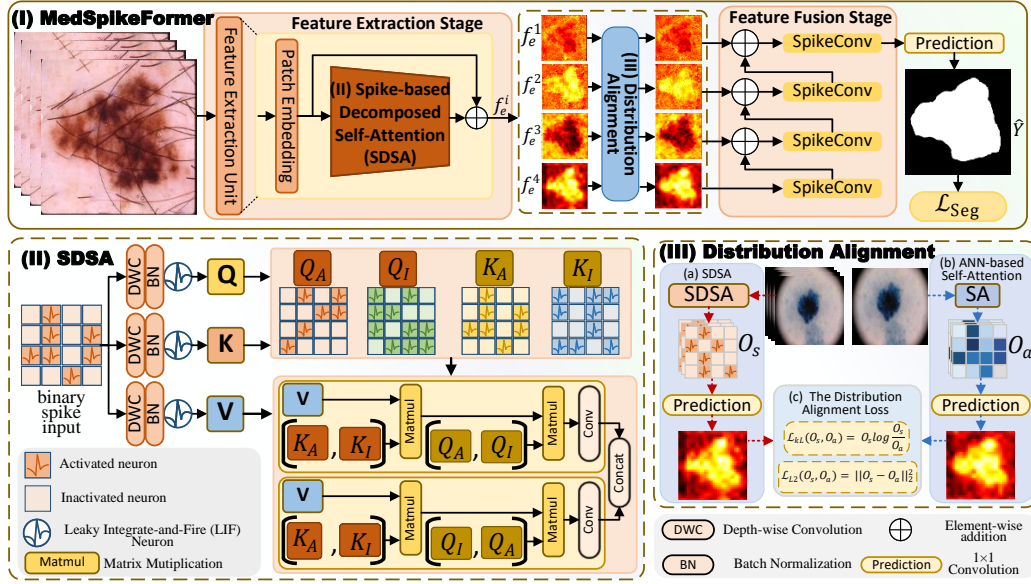 (I) MedSpikeFormer
Feature Extraction Unit
Feature Extraction Stage
Patch Embedding
(II) Spike-based
Decomposed
Self-Attention
(SDSA)
f_e^i
f_e^1
f_e^2
f_e^3
f_e^4
(III) Distribution
Alignment
Feature Fusion Stage
SpikeConv
SpikeConv
SpikeConv
SpikeConv
Prediction
Ŷ
ℒ_Seg
(II) SDSA
binary
spike
input
DWC
BN
Q
DWC
BN
K
DWC
BN
V
Q_A
Q_I
K_A
K_I
V
[K_A, K_I]
Matmul
[Q_A, Q_I]
Matmul
Conv
V
[K_A, K_I]
Matmul
[Q_I, Q_A]
Matmul
Conv
Concat
Activated neuron
Inactivated neuron
Leaky Integrate-and-Fire (LIF)
Neuron
Matmul
Matrix Mutiplication
(III) Distribution Alignment
(a) SDSA
SDSA
O_s
Prediction
(b) ANN-based
Self-Attention
SA
O_a
Prediction
(c) The Distribution
Alignment Loss
ℒ_kL(O_s, O_a) = O_s log O_s/O_a
ℒ_L2(O_s, O_a) = ||O_s − O_a||_2^2
DWC
Depth-wise Convolution
Element-wise
addition
BN
Batch Normalization
Prediction
1×1
Convolution